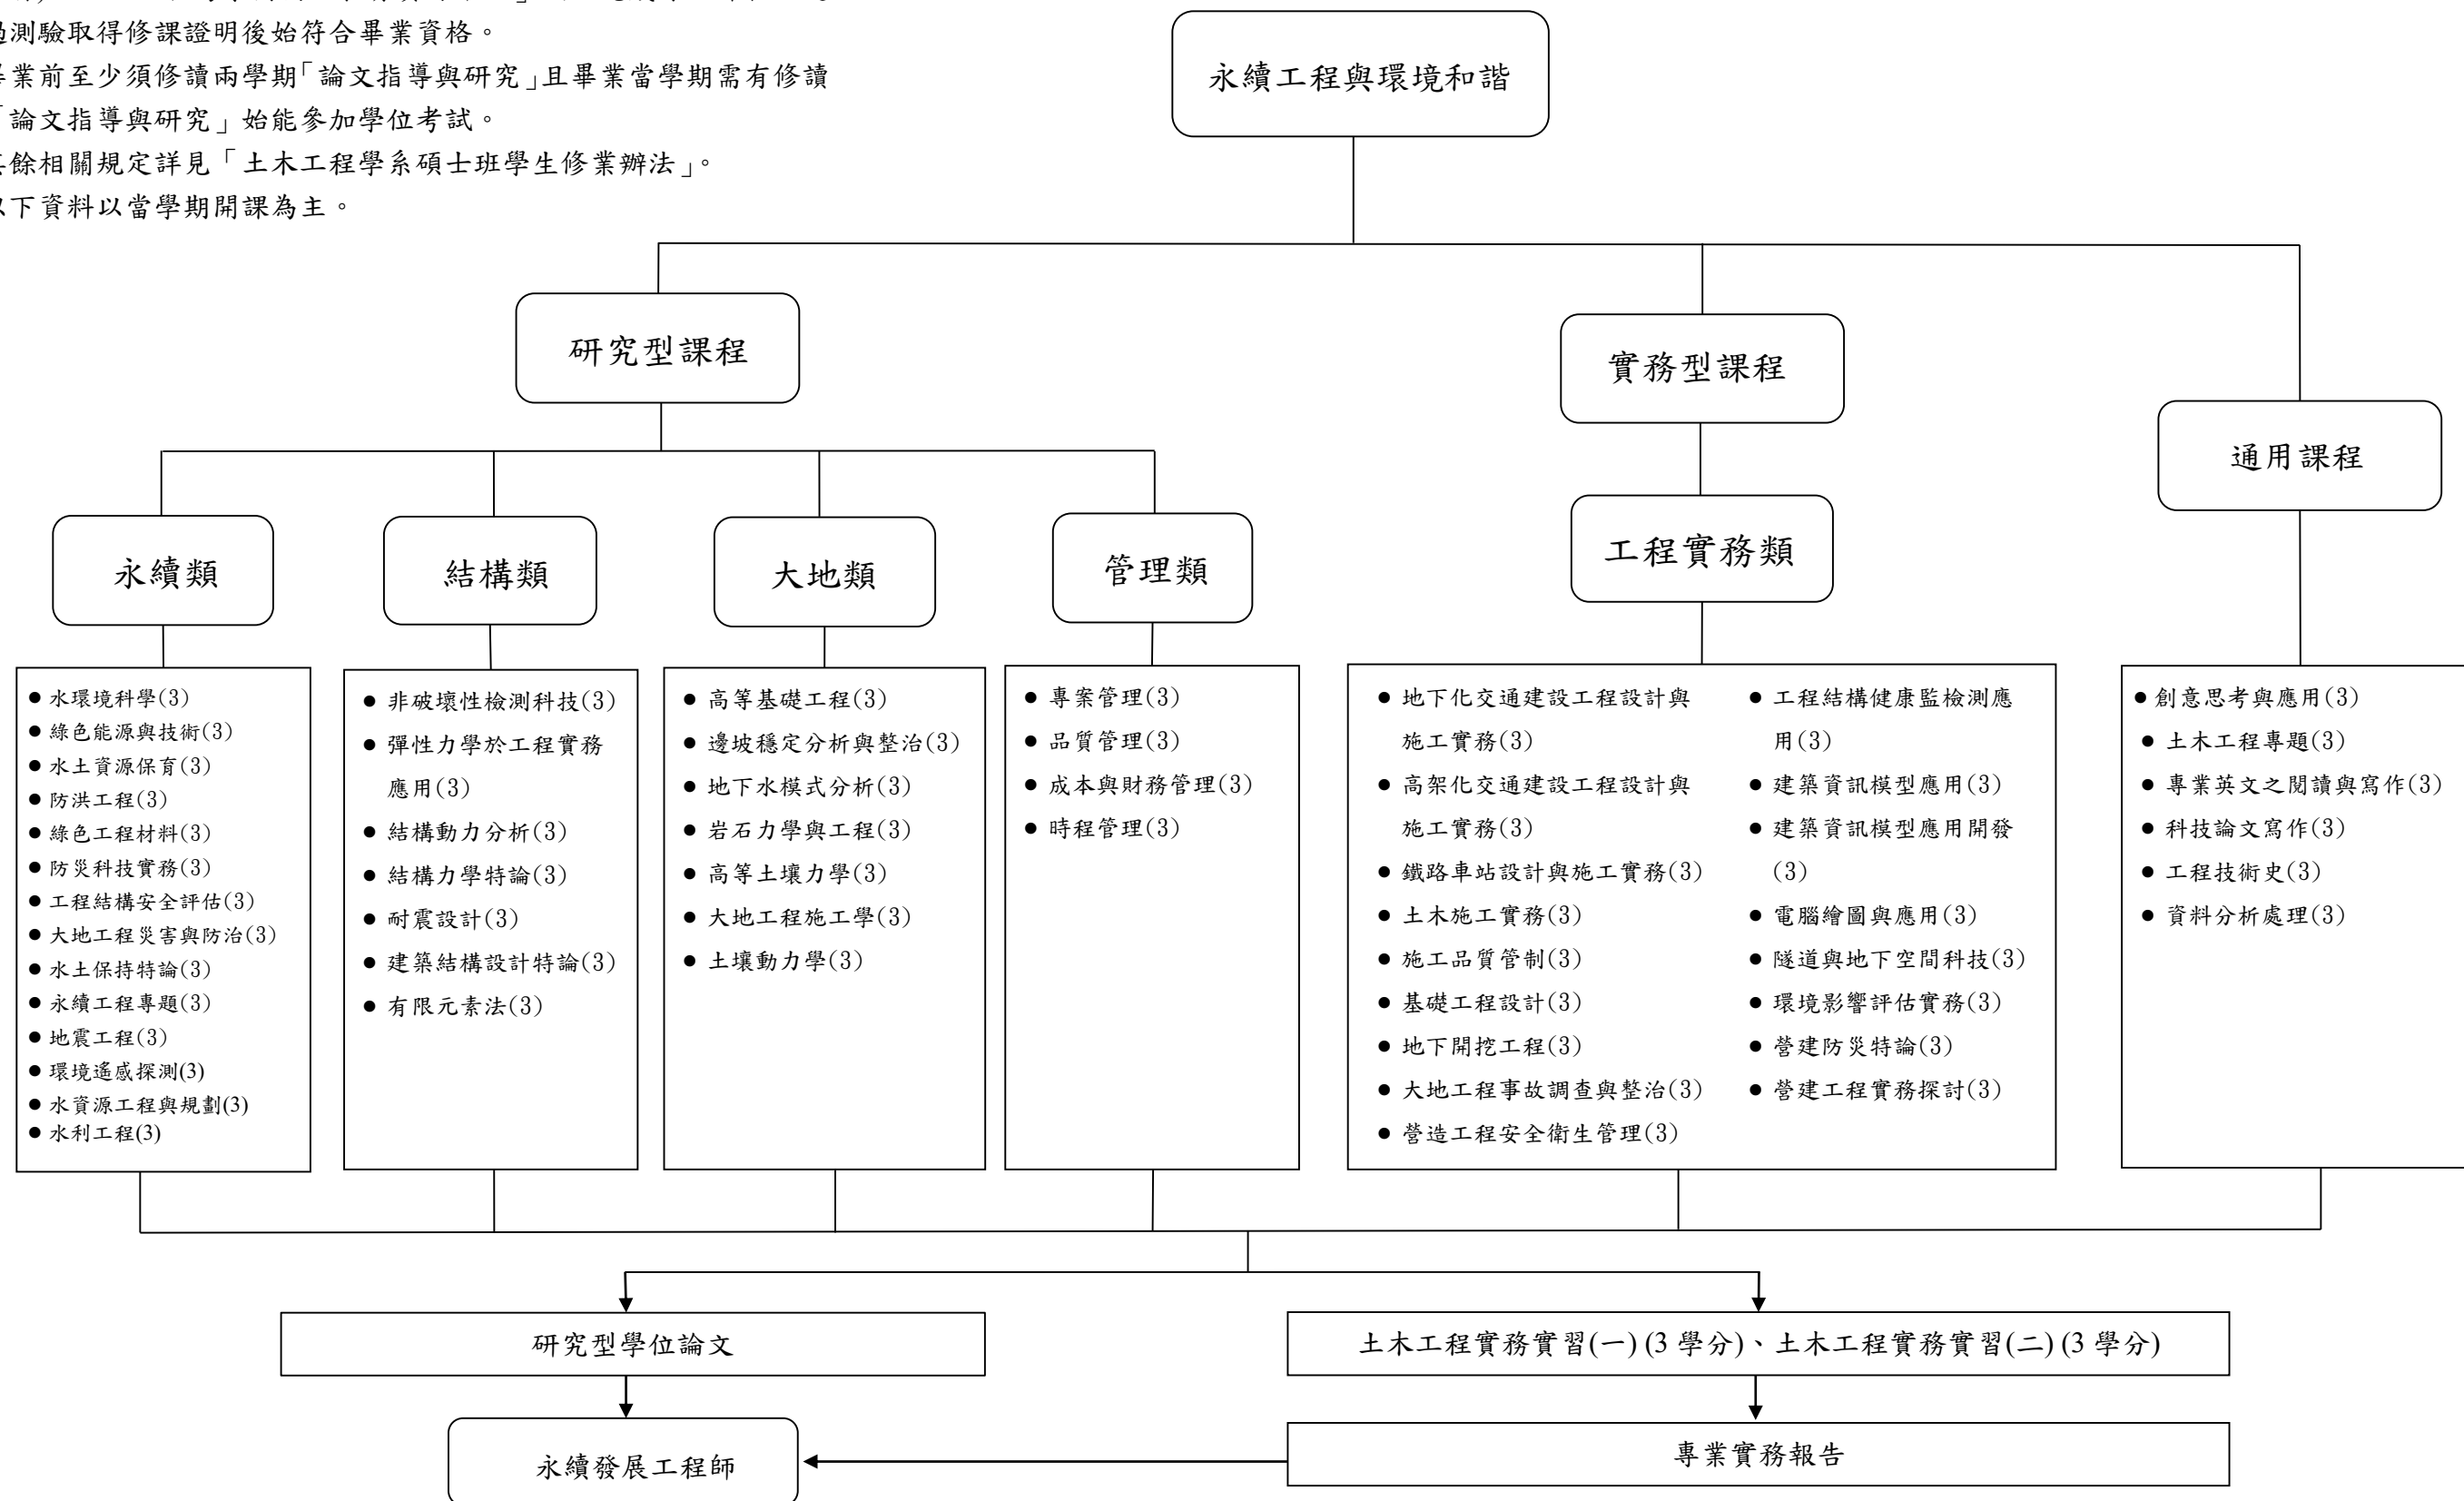 過測驗取得修課證明後始符合畢業資格。
畢業前至少須修讀兩學期「論文指導與研究」且畢業當學期需有修讀
「論文指導與研究」始能參加學位考試。
其餘相關規定詳見「土木工程學系碩士班學生修業辦法」。
以下資料以當學期開課為主。
永續工程與環境和諧
研究型課程
實務型課程
通用課程
永續類
結構類
大地類
管理類
工程實務類
● 水環境科學(3)
● 綠色能源與技術(3)
● 水土資源保育(3)
● 防洪工程(3)
● 綠色工程材料(3)
● 防災科技實務(3)
● 工程結構安全評估(3)
● 大地工程災害與防治(3)
● 水土保持特論(3)
● 永續工程專題(3)
● 地震工程(3)
● 環境遙感探測(3)
● 水資源工程與規劃(3)
● 水利工程(3)
● 非破壞性檢測科技(3)
● 彈性力學於工程實務
應用(3)
● 結構動力分析(3)
● 結構力學特論(3)
● 耐震設計(3)
● 建築結構設計特論(3)
● 有限元素法(3)
● 高等基礎工程(3)
● 邊坡穩定分析與整治(3)
● 地下水模式分析(3)
● 岩石力學與工程(3)
● 高等土壤力學(3)
● 大地工程施工學(3)
● 土壤動力學(3)
● 專案管理(3)
● 品質管理(3)
● 成本與財務管理(3)
● 時程管理(3)
● 地下化交通建設工程設計與
施工實務(3)
● 高架化交通建設工程設計與
施工實務(3)
● 鐵路車站設計與施工實務(3)
● 土木施工實務(3)
● 施工品質管制(3)
● 基礎工程設計(3)
● 地下開挖工程(3)
● 大地工程事故調查與整治(3)
● 營造工程安全衛生管理(3)
● 工程結構健康監檢測應
用(3)
● 建築資訊模型應用(3)
● 建築資訊模型應用開發
(3)
● 電腦繪圖與應用(3)
● 隧道與地下空間科技(3)
● 環境影響評估實務(3)
● 營建防災特論(3)
● 營建工程實務探討(3)
● 創意思考與應用(3)
● 土木工程專題(3)
● 專業英文之閱讀與寫作(3)
● 科技論文寫作(3)
● 工程技術史(3)
● 資料分析處理(3)
研究型學位論文
土木工程實務實習(一) (3 學分)、土木工程實務實習(二) (3 學分)
永續發展工程師
專業實務報告